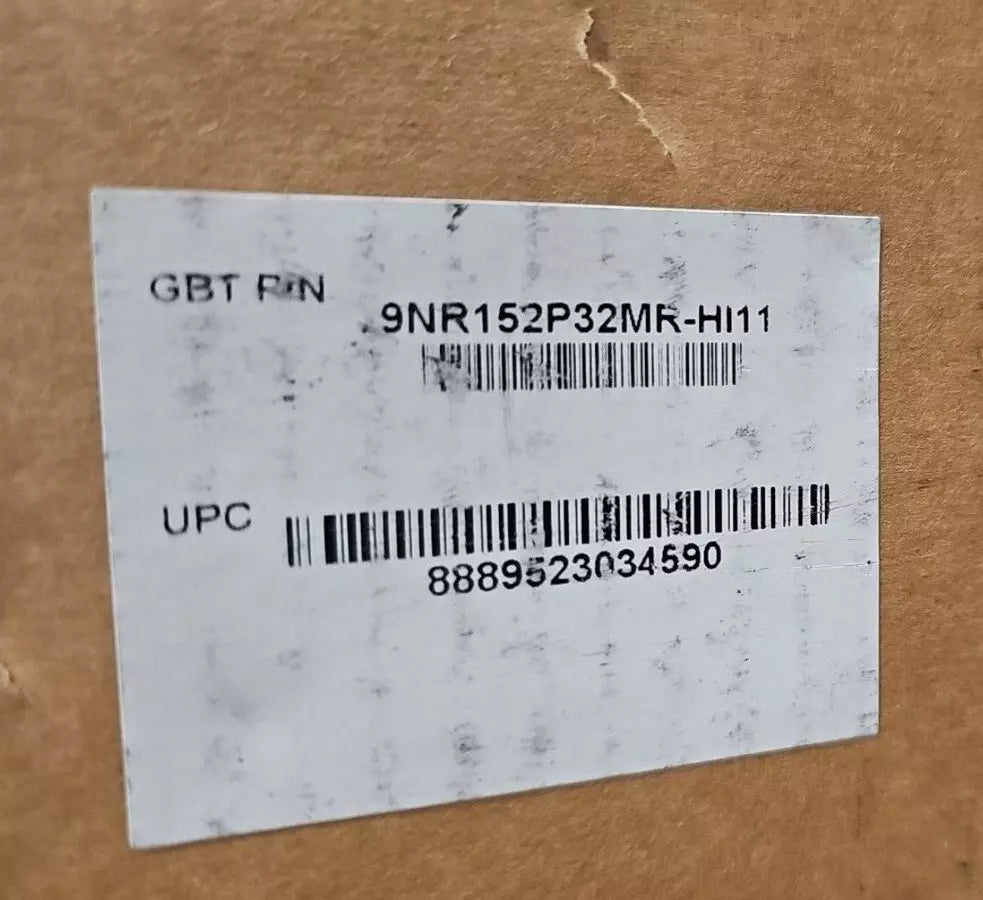 GBT P/N
9NR152P32MR-HI11
UPC
8889523034590